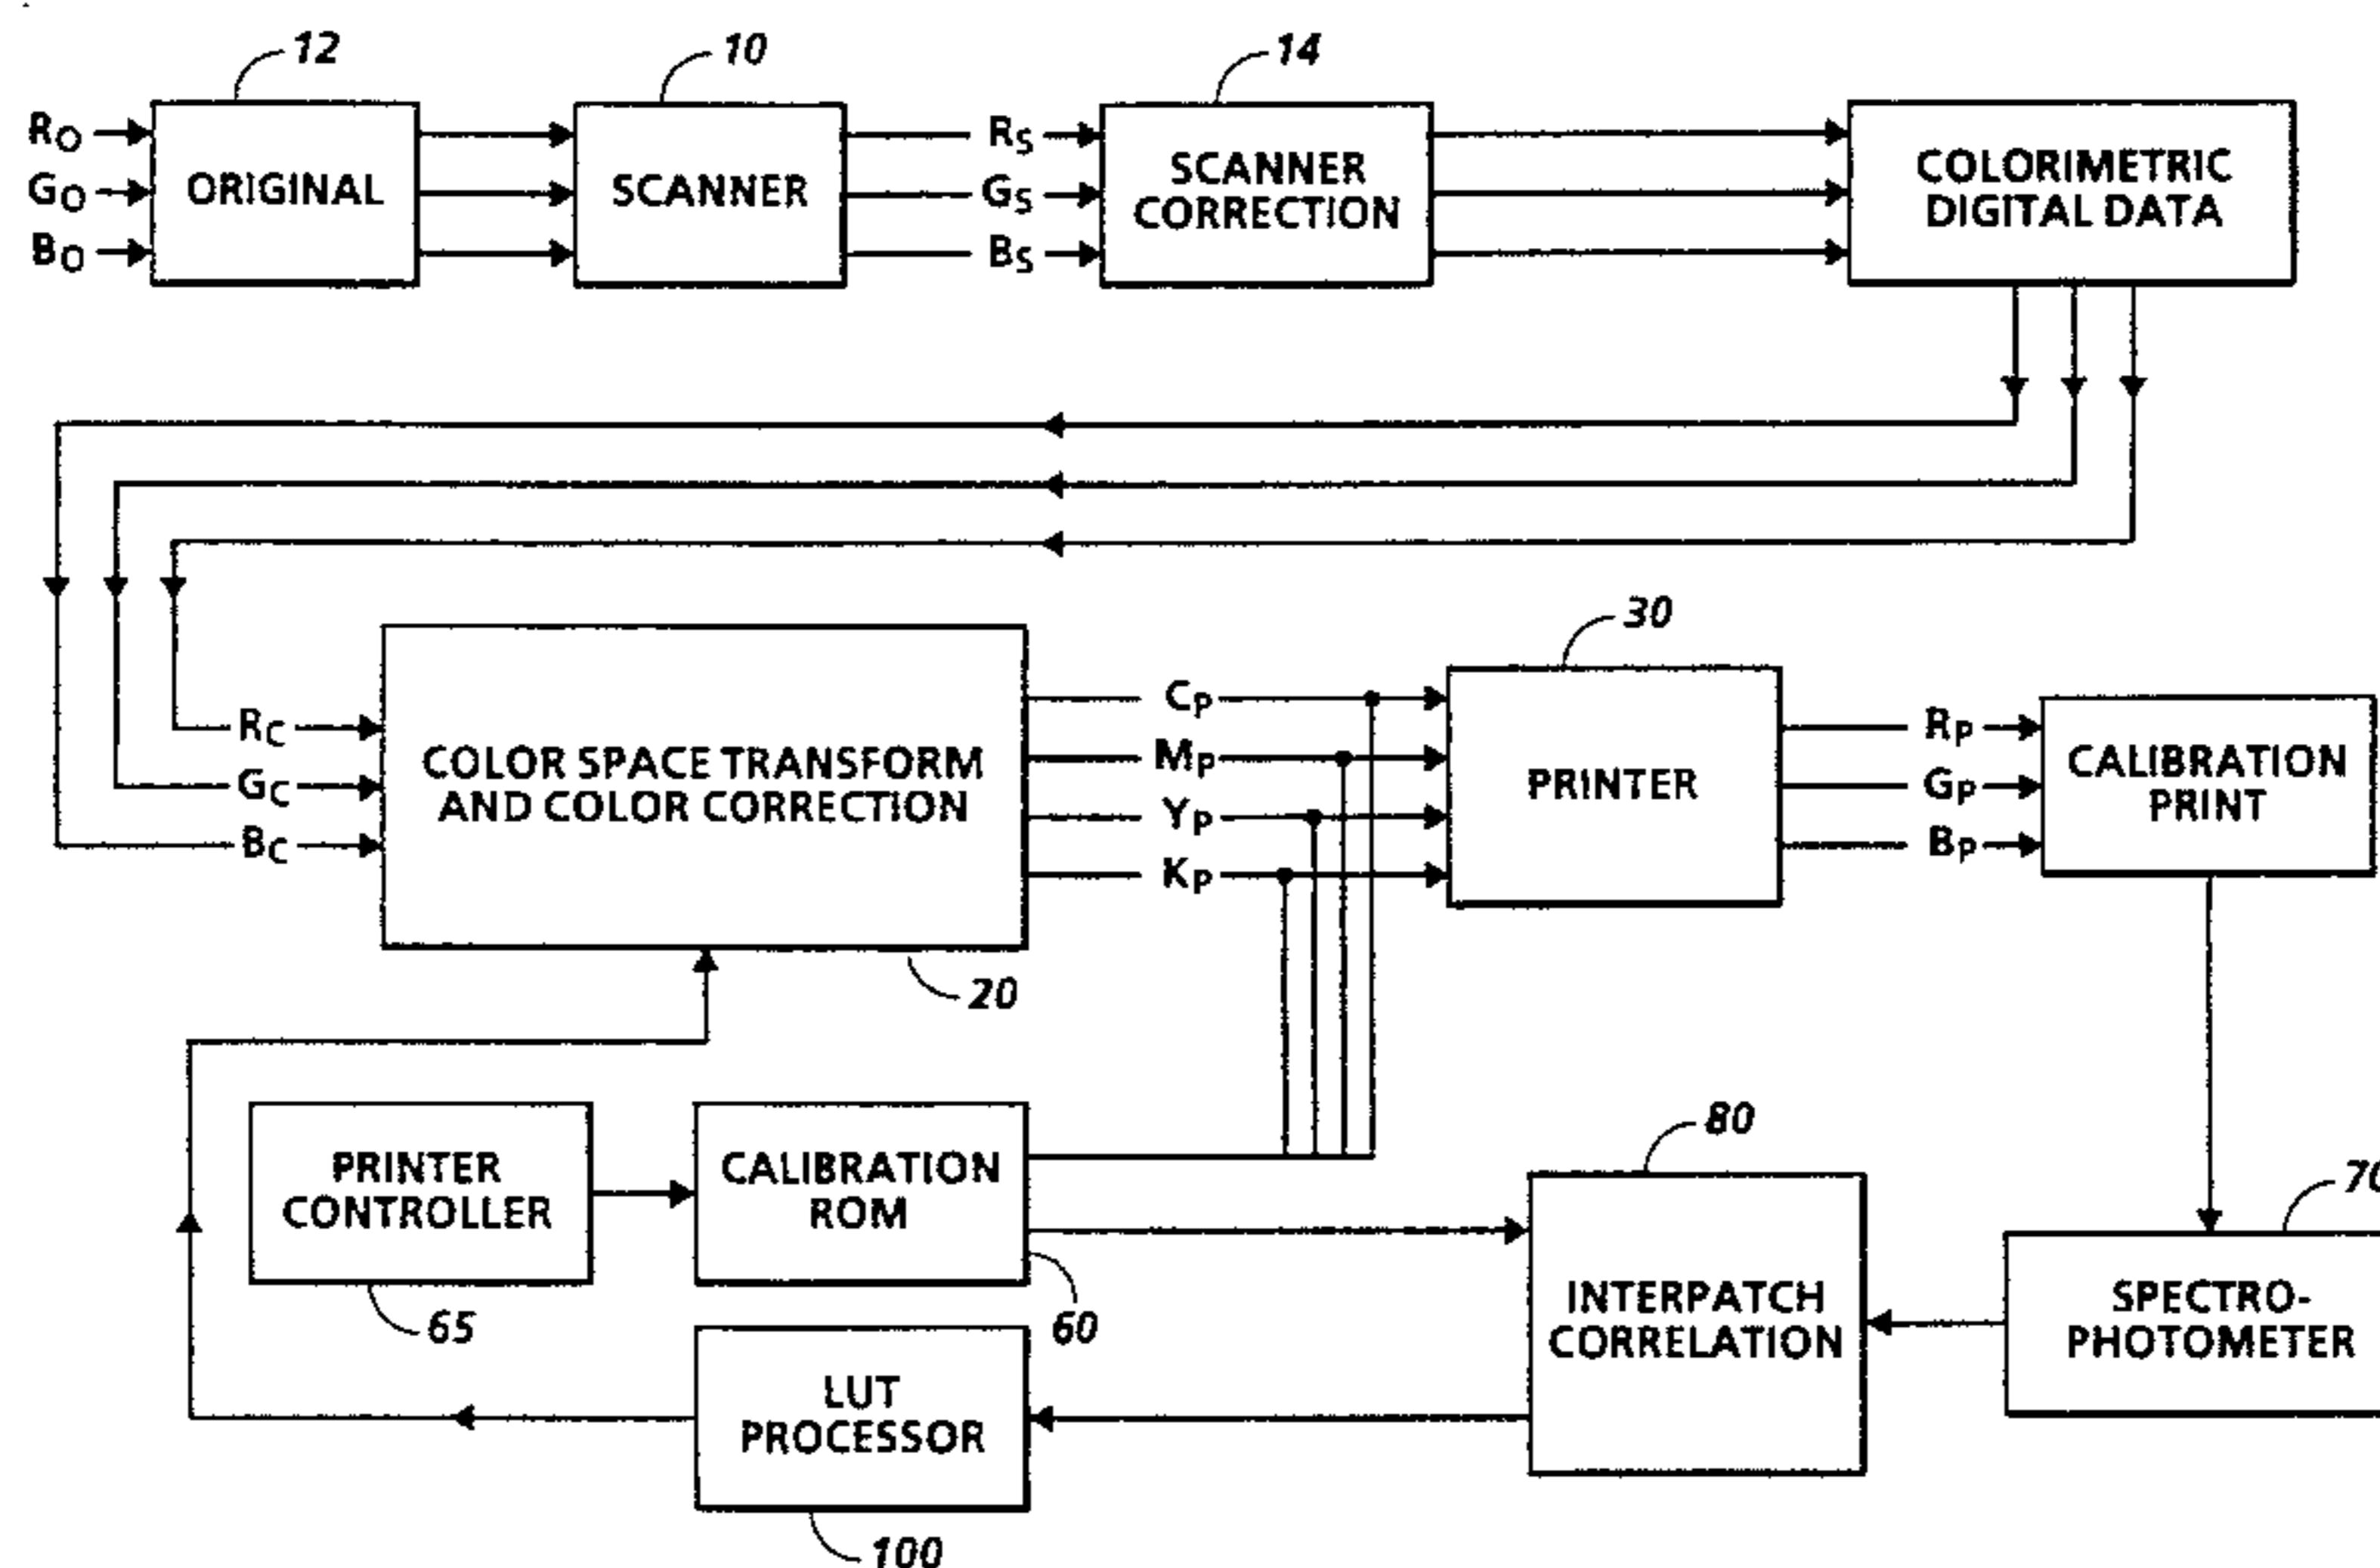 12
10
14
RO
GO
BO
ORIGINAL
SCANNER
RS
GS
BS
SCANNER
CORRECTION
COLORIMETRIC
DIGITAL DATA
30
RC
GC
BC
COLOR SPACE TRANSFORM
AND COLOR CORRECTION
CP
MP
YP
KP
PRINTER
RP
GP
BP
CALIBRATION
PRINT
20
PRINTER
CONTROLLER
65
CALIBRATION
ROM
60
80
INTERPATCH
CORRELATION
70
SPECTRO-
PHOTOMETER
LUT
PROCESSOR
100